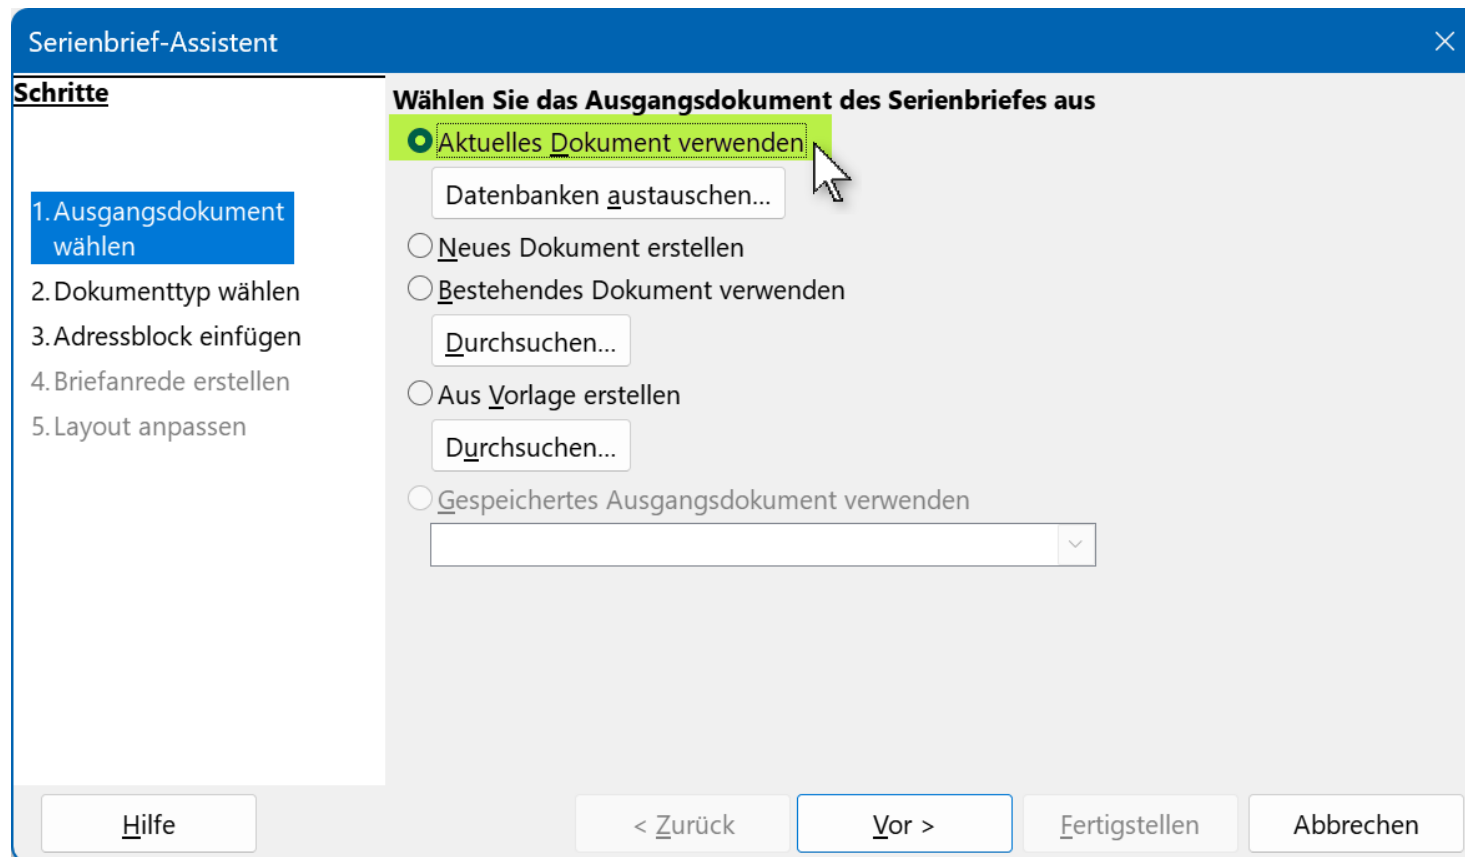 Serienbrief-Assistent
Schritte
1. Ausgangsdokument
wählen
2. Dokumenttyp wählen
3. Adressblock einfügen
4. Briefanrede erstellen
5. Layout anpassen
Wählen Sie das Ausgangsdokument des Serienbriefes aus
Aktuelles Dokument verwenden
Datenbanken austauschen...
Neues Dokument erstellen
Bestehendes Dokument verwenden
Durchsuchen...
Aus Vorlage erstellen
Durchsuchen...
Gespeichertes Ausgangsdokument verwenden
Hilfe
< Zurück
Vor >
Fertigstellen
Abbrechen